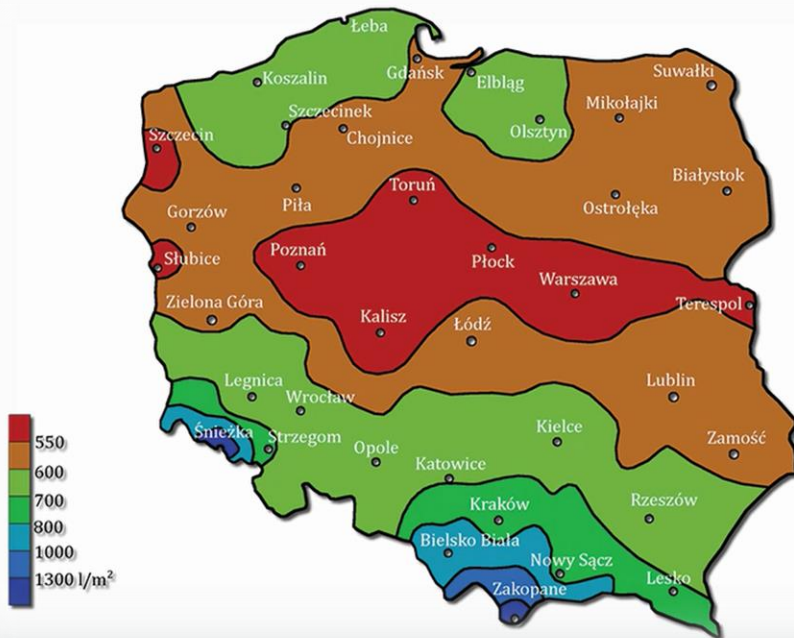 Łeba
Koszalin
Gdańsk
Elbląg
Suwałki
Szczecinek
Mikołajki
Szczecin
Chojnice
Olsztyn
Białystok
Toruń
Piła
Ostrołęka
Gorzów
Poznań
Płock
Słubice
Warszawa
Zielona Góra
Terespol
Kalisz
Łódź
Legnica
Lublin
Wrocław
Śnieżka
Kielce
Strzegom
Zamość
Opole
Katowice
Kraków
Rzeszów
Bielsko Biała
Nowy Sącz
Zakopane
Lesko
550
600
700
800
1000
1300 l/m²